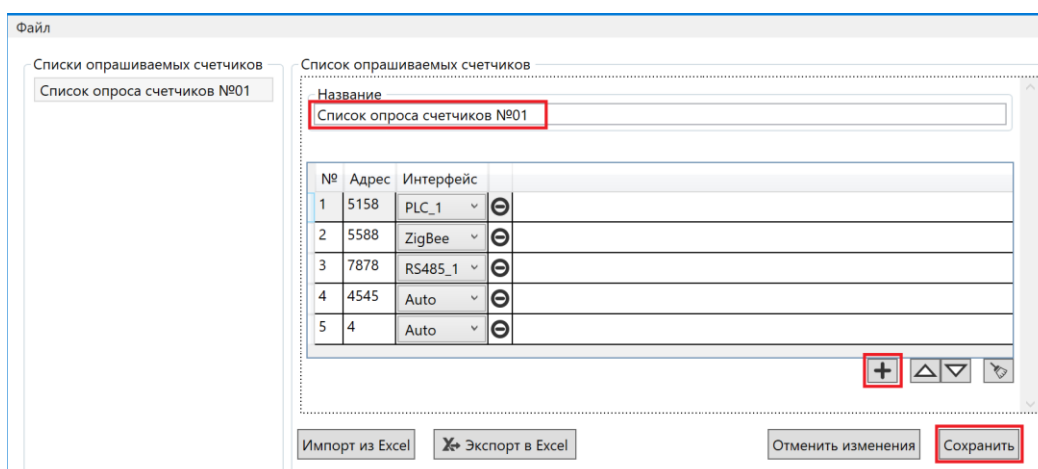 Файл
Списки опрашиваемых счетчиков
Список опроса счетчиков №01
Список опрашиваемых счетчиков
Название
Список опроса счетчиков №01
№ Адрес Интерфейс
1 5158 PLC_1
2 5588 ZigBee
3 7878 RS485_1
4 4545 Auto
5 4 Auto
Импорт из Excel Экспорт в Excel Отменить изменения Сохранить